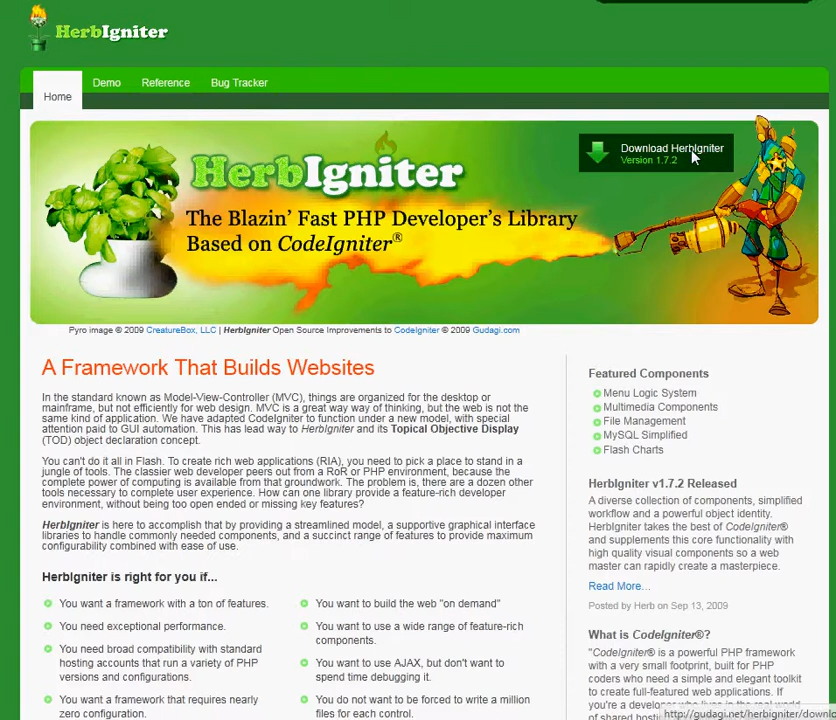 HerbIgniter
Home
Demo
Reference
Bug Tracker
HerbIgniter
The Blazin' Fast PHP Developer's Library
Based on CodeIgniter®
Download HerbIgniter
Version 1.7.2
Pyro image © 2009 CreatureBox, LLC | HerbIgniter Open Source Improvements to CodeIgniter © 2009 Gudagi.com
A Framework That Builds Websites
In the standard known as Model-View-Controller (MVC), things are organized for the desktop or
mainframe, but not efficiently for web design. MVC is a great way way of thinking, but the web is not the
same kind of application. We have adapted CodeIgniter to function under a new model, with special
attention paid to GUI automation. This has lead way to HerbIgniter and its Topical Objective Display
(TOD) object declaration concept.
You can't do it all in Flash. To create rich web applications (RIA), you need to pick a place to stand in a
jungle of tools. The classier web developer peers out from a RoR or PHP environment, because the
complete power of computing is available from that groundwork. The problem is, there are a dozen other
tools necessary to complete user experience. How can one library provide a feature-rich developer
environment, without being too open ended or missing key features?
HerbIgniter is here to accomplish that by providing a streamlined model, a supportive graphical interface
libraries to handle commonly needed components, and a succinct range of features to provide maximum
configurability combined with ease of use.
HerbIgniter is right for you if...
You want a framework with a ton of features.
You need exceptional performance.
You need broad compatibility with standard
hosting accounts that run a variety of PHP
versions and configurations.
You want a framework that requires nearly
zero configuration.
You want to build the web "on demand"
You want to use a wide range of feature-rich
components.
You want to use AJAX, but don't want to
spend time debugging it.
You do not want to be forced to write a million
files for each control.
Featured Components
Menu Logic System
Multimedia Components
File Management
MySQL Simplified
Flash Charts
HerbIgniter v1.7.2 Released
A diverse collection of components, simplified
workflow and a powerful object identity.
HerbIgniter takes the best of CodeIgniter®
and supplements this core functionality with
high quality visual components so a web
master can rapidly create a masterpiece.
Read More...
Posted by Herb on Sep 13, 2009
What is CodeIgniter®?
"CodeIgniter® is a powerful PHP framework
with a very small footprint, built for PHP
coders who need a simple and elegant toolkit
to create full-featured web applications. If
you're a developer who lives in the real world
of shared
http://gudagi.net/herbigniter/downl